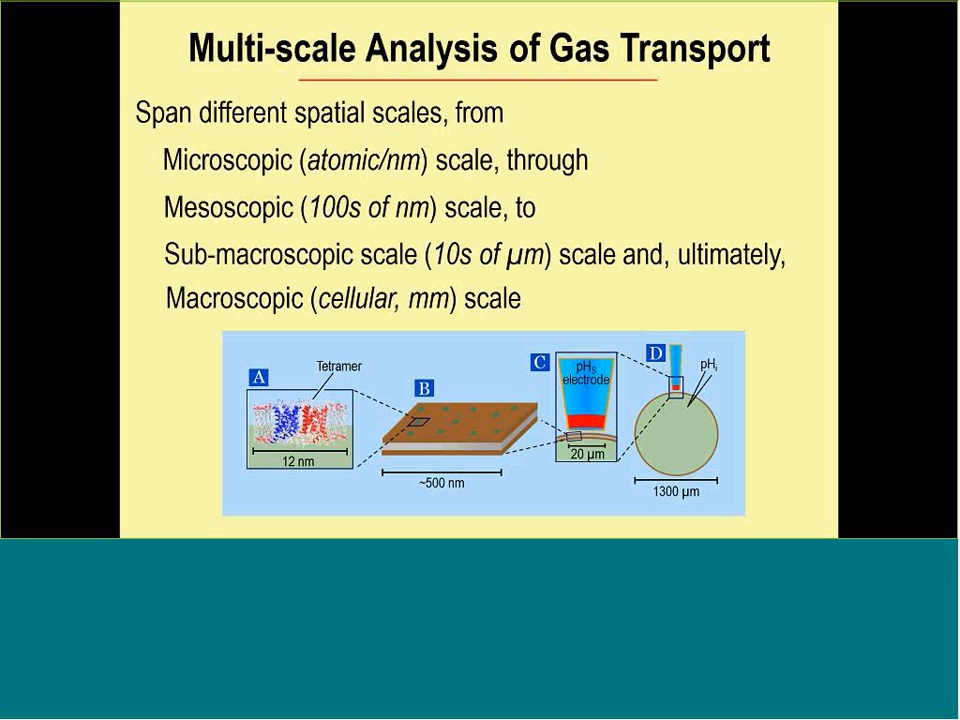 Multi-scale Analysis of Gas Transport
Span different spatial scales, from
Microscopic (atomic/nm) scale, through
Mesoscopic (100s of nm) scale, to
Sub-macroscopic scale (10s of µm) scale and, ultimately,
Macroscopic (cellular, mm) scale
A
Tetramer
12 nm
B
~500 nm
C
pHS
electrode
20 µm
D
pHi
1300 µm